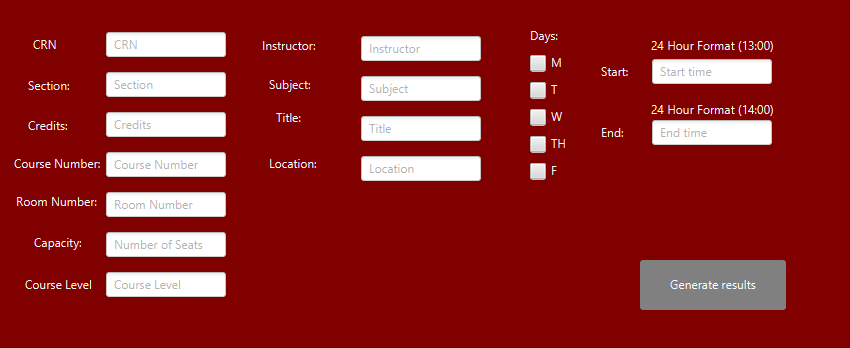 CRN
CRN
Section:
Section
Credits:
Credits
Course Number:
Course Number
Room Number:
Room Number
Capacity:
Number of Seats
Course Level
Course Level
Instructor:
Instructor
Subject:
Subject
Title:
Title
Location:
Location
Days:
M
T
W
TH
F
24 Hour Format (13:00)
Start:
Start time
24 Hour Format (14:00)
End:
End time
Generate results